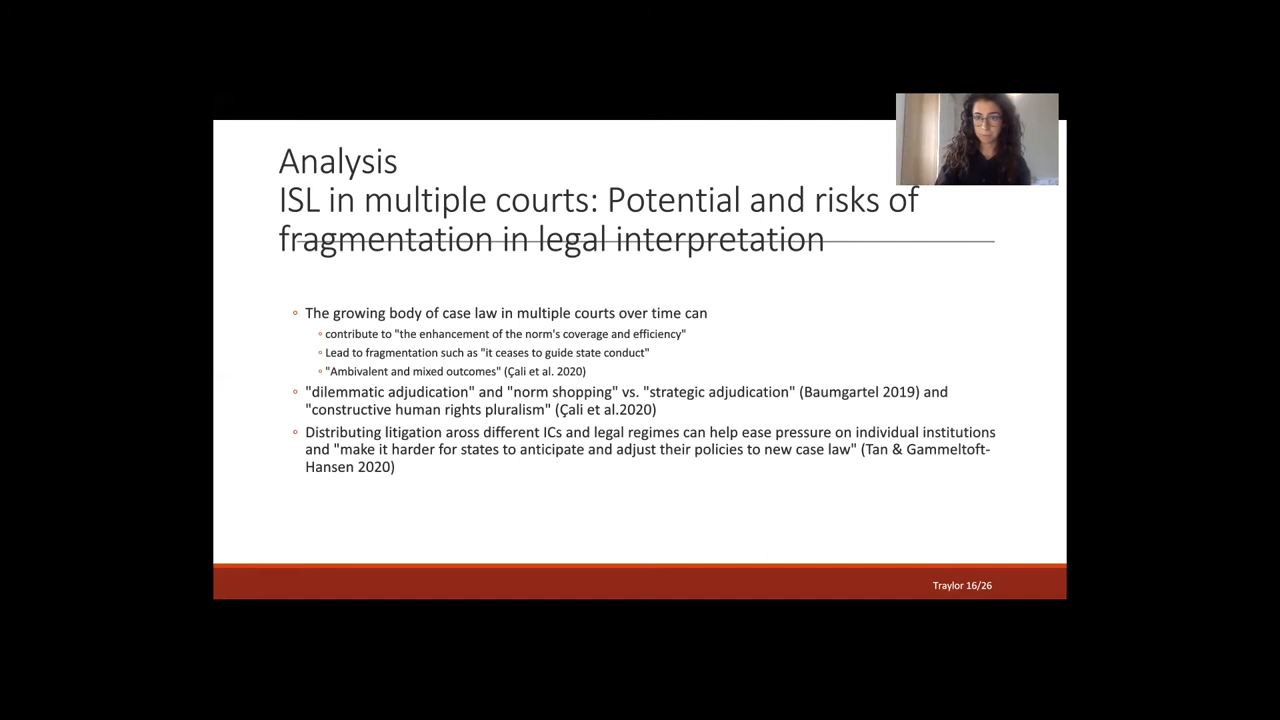 Analysis
ISL in multiple courts: Potential and risks of
fragmentation in legal interpretation
◦ The growing body of case law in multiple courts over time can
◦ contribute to "the enhancement of the norm's coverage and efficiency"
◦ Lead to fragmentation such as "it ceases to guide state conduct"
◦ "Ambivalent and mixed outcomes" (Çali et al. 2020)
◦ "dilemmatic adjudication" and "norm shopping" vs. "strategic adjudication" (Baumgartel 2019) and
"constructive human rights pluralism" (Çali et al.2020)
◦ Distributing litigation aross different ICs and legal regimes can help ease pressure on individual institutions
and "make it harder for states to anticipate and adjust their policies to new case law" (Tan & Gammeltoft-
Hansen 2020)
Traylor 16/26